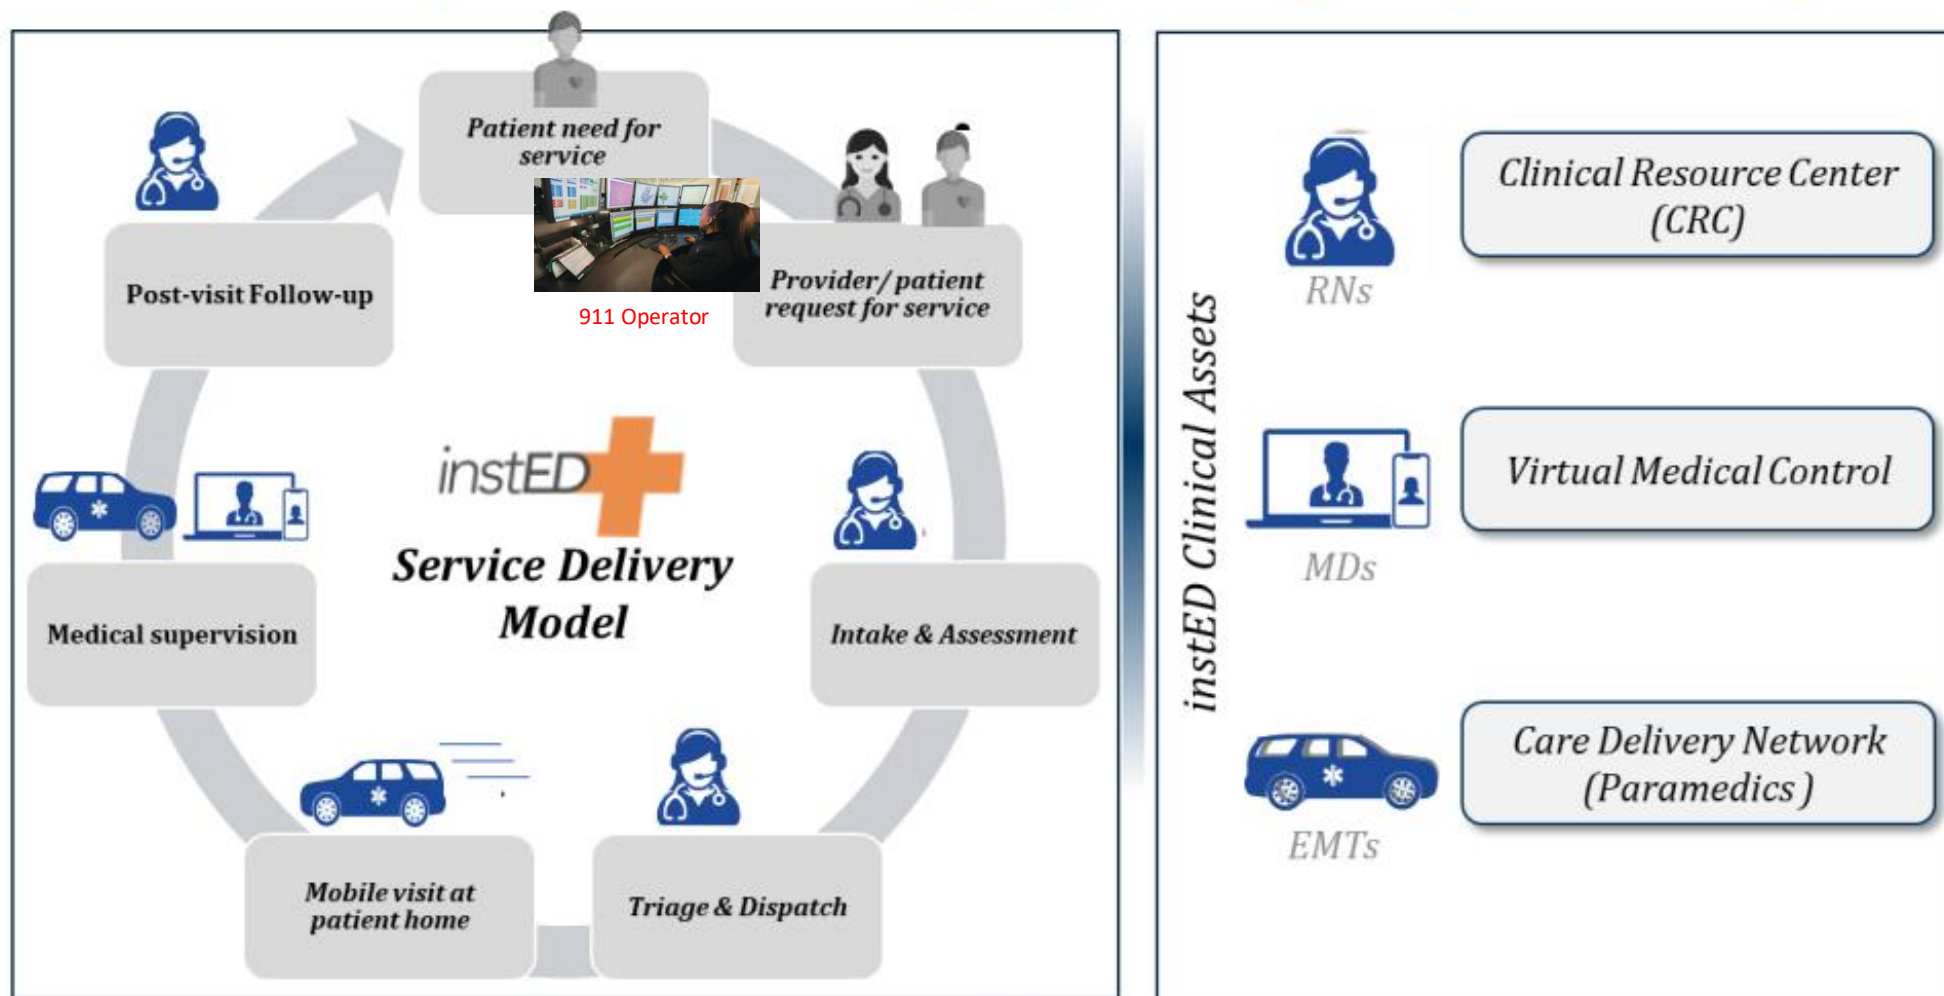 Patient need for
service
911 Operator
Provider/ patient
request for service
Intake & Assessment
Triage & Dispatch
Mobile visit at
patient home
Medical supervision
Post-visit Follow-up
instED
Service Delivery
Model
instED Clinical Assets
RNs
Clinical Resource Center
(CRC)
MDs
Virtual Medical Control
EMTs
Care Delivery Network
(Paramedics)